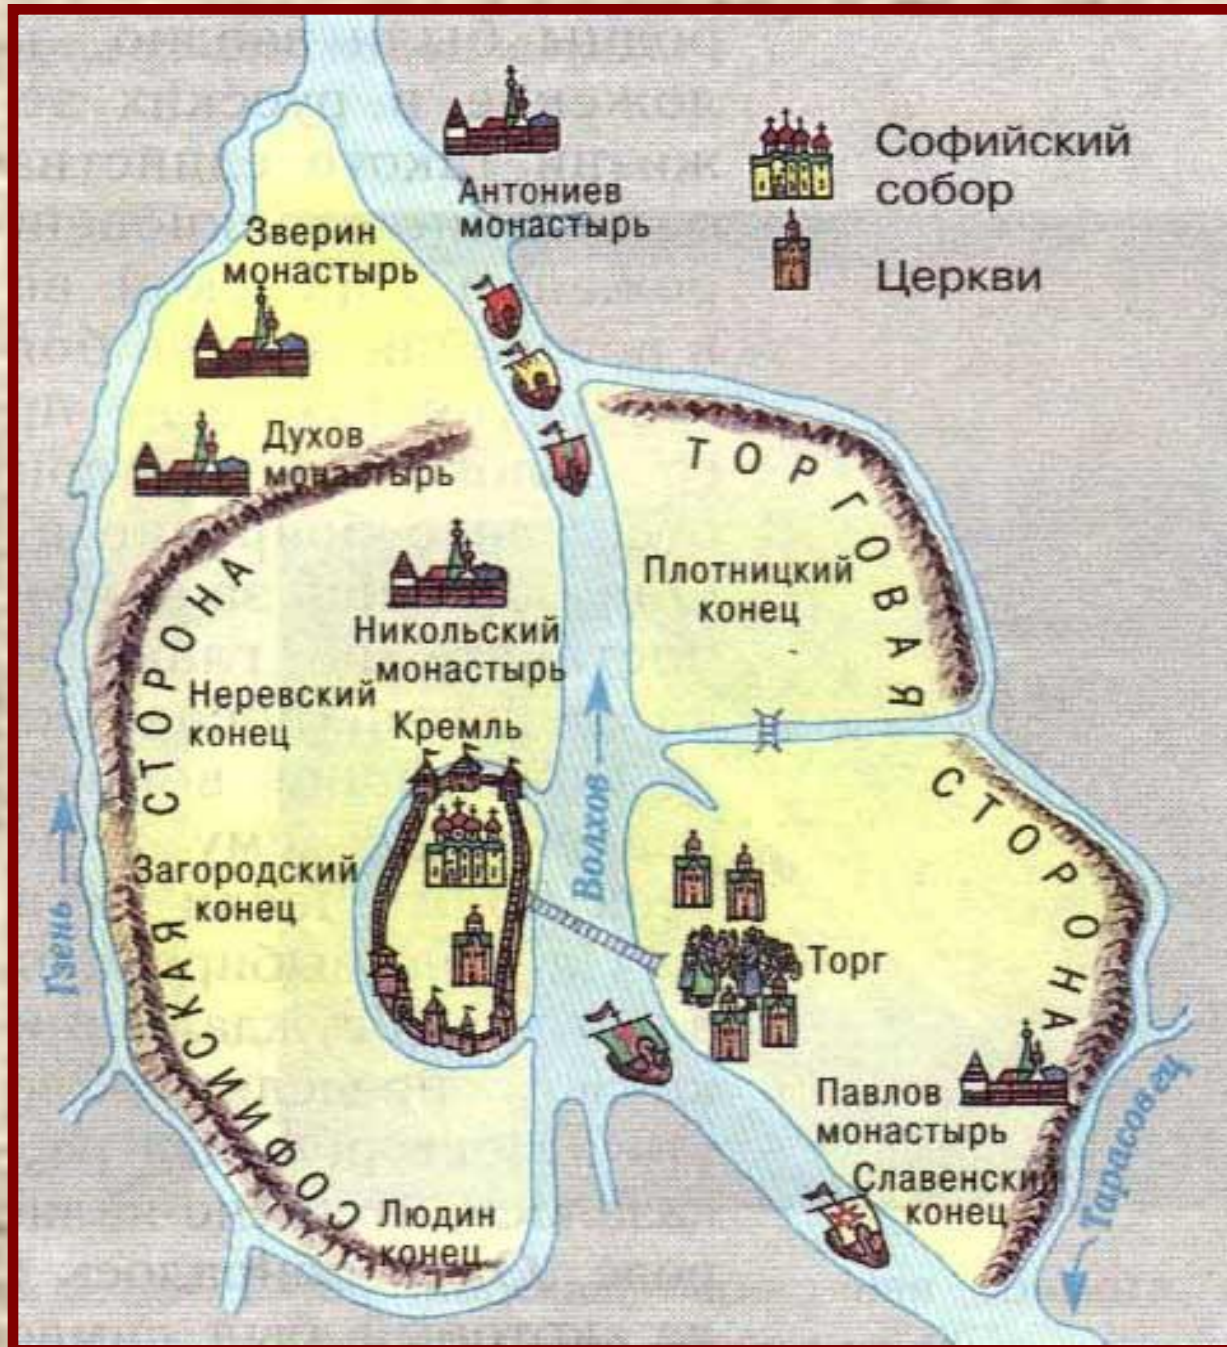 Антониев
монастырь
Софийский
собор
Церкви
Зверин
монастырь
Духов
монастырь
ТОРГОВАЯ
СТОРОНА
Плотницкий
конец
Никольский
монастырь
СОФИЙСКАЯ СТОРОНА
Неревский
конец
Кремль
Волхов
Гзень
Загородский
конец
Торг
Павлов
монастырь
Славенский
конец
Тарасовец
Людин
конец